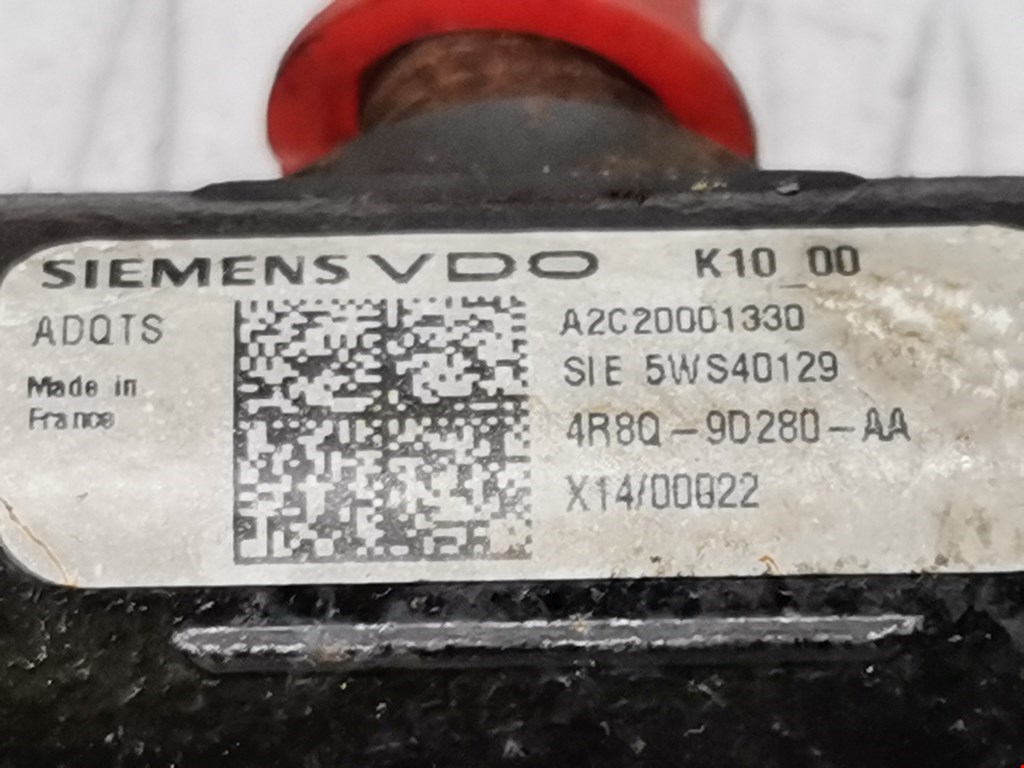 SIEMENS VDO K10_00
ADQTS
A2C20001330
Made in
France
SIE 5WS40129
4R8Q-9D280-AA
X14/00022